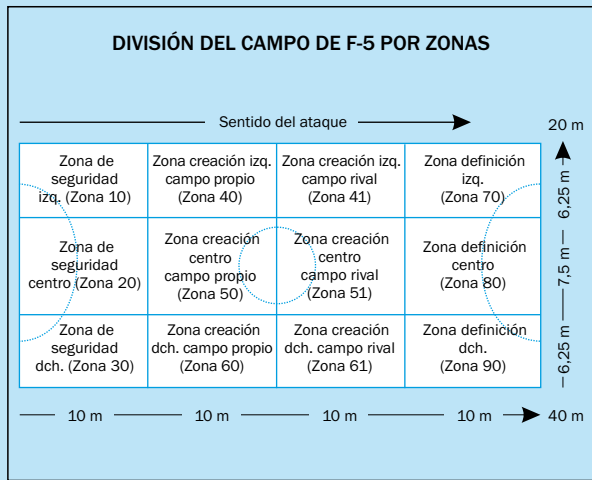 DIVISIÓN DEL CAMPO DE F-5 POR ZONAS
Sentido del ataque
20 m
Zona de
seguridad
izq. (Zona 10)
Zona creación izq.
campo propio
(Zona 40)
Zona creación izq.
campo rival
(Zona 41)
Zona definición
izq.
(Zona 70)
6,25 m
Zona de
seguridad
centro (Zona 20)
Zona creación
centro
campo propio
(Zona 50)
Zona creación
centro
campo rival
(Zona 51)
Zona definición
centro
(Zona 80)
7,5 m
Zona de
seguridad
dch. (Zona 30)
Zona creación
dch. campo propio
(Zona 60)
Zona creación
dch. campo rival
(Zona 61)
Zona definición
dch.
(Zona 90)
6,25 m
10 m
10 m
10 m
10 m
40 m